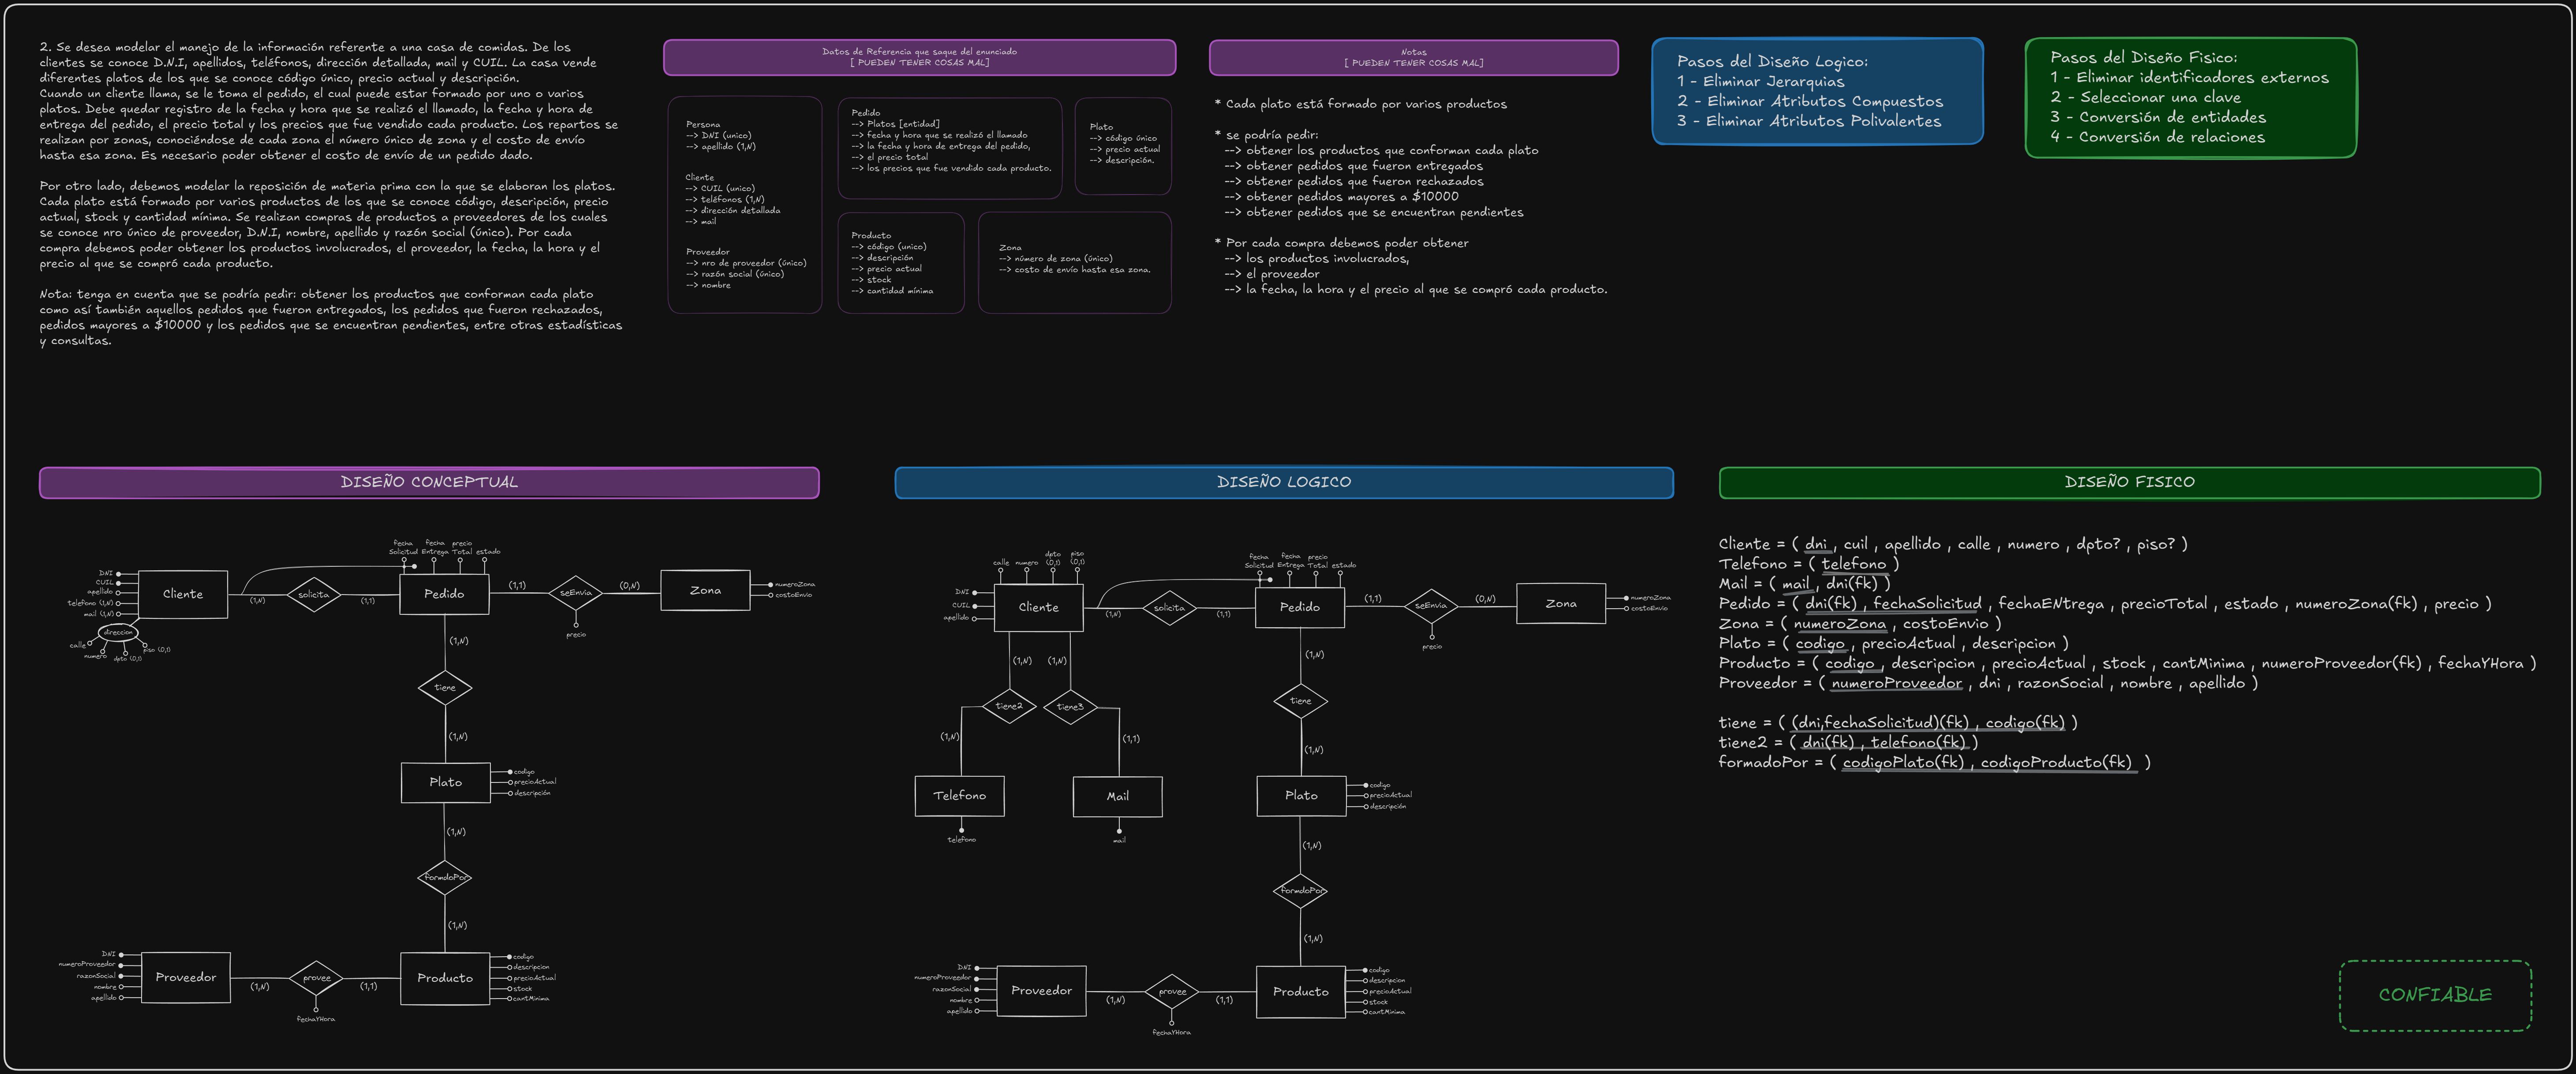 2. Se desea modelar el manejo de la información referente a una casa de comidas. De los
clientes se conoce D.N.I, apellidos, teléfonos, dirección detallada, mail y CUIL. La casa vende
diferentes platos de los que se conoce código único, precio actual y descripción.
Cuando un cliente llama, se le toma el pedido, el cual puede estar formado por uno o varios
platos. Debe quedar registro de la fecha y hora que se realizó el llamado, la fecha y hora de
entrega del pedido, el precio total y los precios que fue vendido cada producto. Los repartos se
realizan por zonas, conociéndose de cada zona el número único de zona y el costo de envío
hasta esa zona. Es necesario poder obtener el costo de envío de un pedido dado.
Por otro lado, debemos modelar la reposición de materia prima con la que se elaboran los platos.
Cada plato está formado por varios productos de los que se conoce código, descripción, precio
actual, stock y cantidad mínima. Se realizan compras de productos a proveedores de los cuales
se conoce nro único de proveedor, D.N.I, nombre, apellido y razón social (único). Por cada
compra debemos poder obtener los productos involucrados, el proveedor, la fecha, la hora y el
precio al que se compró cada producto.
Nota: tenga en cuenta que se podría pedir: obtener los productos que conforman cada plato
como así también aquellos pedidos que fueron entregados, los pedidos que fueron rechazados,
pedidos mayores a $10000 y los pedidos que se encuentran pendientes, entre otras estadísticas
y consultas.
Datos de Referencia que saque del enunciado
[ PUEDEN TENER COSAS MAL]
Persona
--> DNI (unico)
--> apellido (1,N)
Cliente
--> CUIL (unico)
--> teléfonos (1,N)
--> dirección detallada
--> mail
Proveedor
--> nro de proveedor (único)
--> razón social (único)
--> nombre
Pedido
--> Platos [entidad]
--> fecha y hora que se realizó el llamado
--> la fecha y hora de entrega del pedido,
--> el precio total
--> los precios que fue vendido cada producto.
Plato
--> código único
--> precio actual
--> descripción.
Producto
--> código (unico)
--> descripción
--> precio actual
--> stock
--> cantidad mínima
Zona
--> número de zona (único)
--> costo de envío hasta esa zona.
Notas
[ PUEDEN TENER COSAS MAL]
* Cada plato está formado por varios productos
* se podría pedir:
--> obtener los productos que conforman cada plato
--> obtener pedidos que fueron entregados
--> obtener pedidos que fueron rechazados
--> obtener pedidos mayores a $10000
--> obtener pedidos que se encuentran pendientes
* Por cada compra debemos poder obtener
--> los productos involucrados,
--> el proveedor
--> la fecha, la hora y el precio al que se compró cada producto.
Pasos del Diseño Logico:
1 - Eliminar Jerarquias
2 - Eliminar Atributos Compuestos
3 - Eliminar Atributos Polivalentes
Pasos del Diseño Fisico:
1 - Eliminar identificadores externos
2 - Seleccionar una clave
3 - Conversión de entidades
4 - Conversión de relaciones
DISEÑO CONCEPTUAL
fecha
Solicitud
fecha
Entrega
precio
Total
estado
DNI
CUIL
apellido
telefono (1,N)
mail (1,N)
direccion
calle
numero
dpto (0,1)
piso (0,1)
Cliente
(1,N)
solicita
(1,1)
Pedido
(1,1)
seEnvia
precio
(0,N)
Zona
numeroZona
costoEnvio
(1,N)
tiene
(1,N)
Plato
codigo
precioActual
descripción
(1,N)
formdoPor
(1,N)
DNI
numeroProveedor
razonSocial
nombre
apellido
Proveedor
(1,N)
provee
fechaYHora
(1,1)
Producto
codigo
descripcion
precioActual
stock
cantMinima
DISEÑO LOGICO
calle
numero
dpto
(0,1)
piso
(0,1)
fecha
Solicitud
fecha
Entrega
precio
Total
estado
DNI
CUIL
apellido
Cliente
(1,N)
solicita
(1,1)
Pedido
(1,1)
seEnvia
precio
(0,N)
Zona
numeroZona
costoEnvio
(1,N)
(1,N)
tiene2
tiene3
(1,N)
(1,1)
Telefono
telefono
Mail
mail
(1,N)
tiene
(1,N)
Plato
codigo
precioActual
descripción
(1,N)
formdoPor
(1,N)
DNI
numeroProveedor
razonSocial
nombre
apellido
Proveedor
(1,N)
provee
fechaYHora
(1,1)
Producto
codigo
descripcion
precioActual
stock
cantMinima
DISEÑO FISICO
Cliente = ( dni , cuil , apellido , calle , numero , dpto? , piso? )
Telefono = ( telefono )
Mail = ( mail , dni(fk) )
Pedido = ( dni(fk) , fechaSolicitud , fechaENtrega , precioTotal , estado , numeroZona(fk) , precio )
Zona = ( numeroZona , costoEnvio )
Plato = ( codigo , precioActual , descripcion )
Producto = ( codigo , descripcion , precioActual , stock , cantMinima , numeroProveedor(fk) , fechaYHora )
Proveedor = ( numeroProveedor , dni , razonSocial , nombre , apellido )
tiene = ( (dni,fechaSolicitud)(fk) , codigo(fk) )
tiene2 = ( dni(fk) , telefono(fk) )
formadoPor = ( codigoPlato(fk) , codigoProducto(fk) )
CONFIABLE